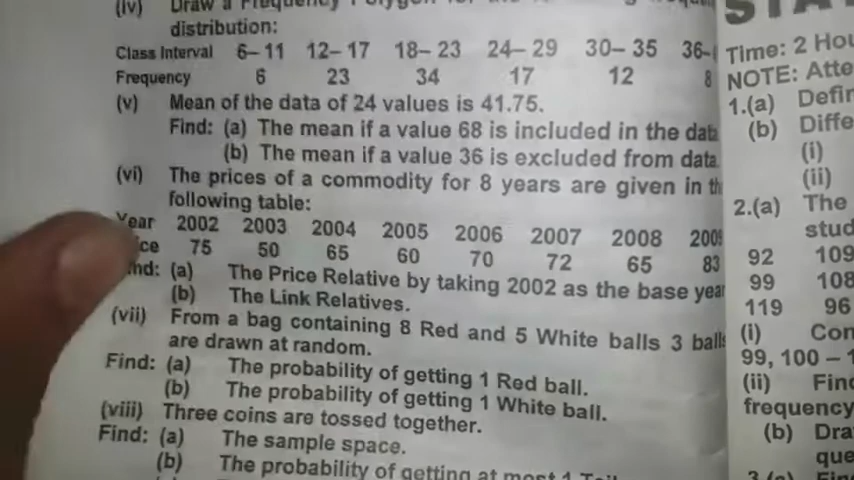 (iv) Draw a Frequency Polygon for the
distribution:
Class Interval 6–11 12–17 18–23 24–29 30–35 36–
Frequency 6 23 34 17 12 8
(v) Mean of the data of 24 values is 41.75.
Find: (a) The mean if a value 68 is included in the data
(b) The mean if a value 36 is excluded from data.
(vi) The prices of a commodity for 8 years are given in th
following table:
Year 2002 2003 2004 2005 2006 2007 2008 2009
ce 75 50 65 60 70 72 65 83
nd: (a) The Price Relative by taking 2002 as the base year
(b) The Link Relatives.
(vii) From a bag containing 8 Red and 5 White balls 3 balls
are drawn at random.
Find: (a) The probability of getting 1 Red ball.
(b) The probability of getting 1 White ball.
(viii) Three coins are tossed together.
Find: (a) The sample space.
(b) The probability of getting at most 1 Tail
STA
Time: 2 Hou
NOTE: Atte
1.(a) Defin
(b) Diffe
(i)
(ii)
2.(a) The
stud
92 109
99 108
119 96
(i) Con
99, 100 – 1
(ii) Find
frequency
(b) Dra
que
3.(a) Fin